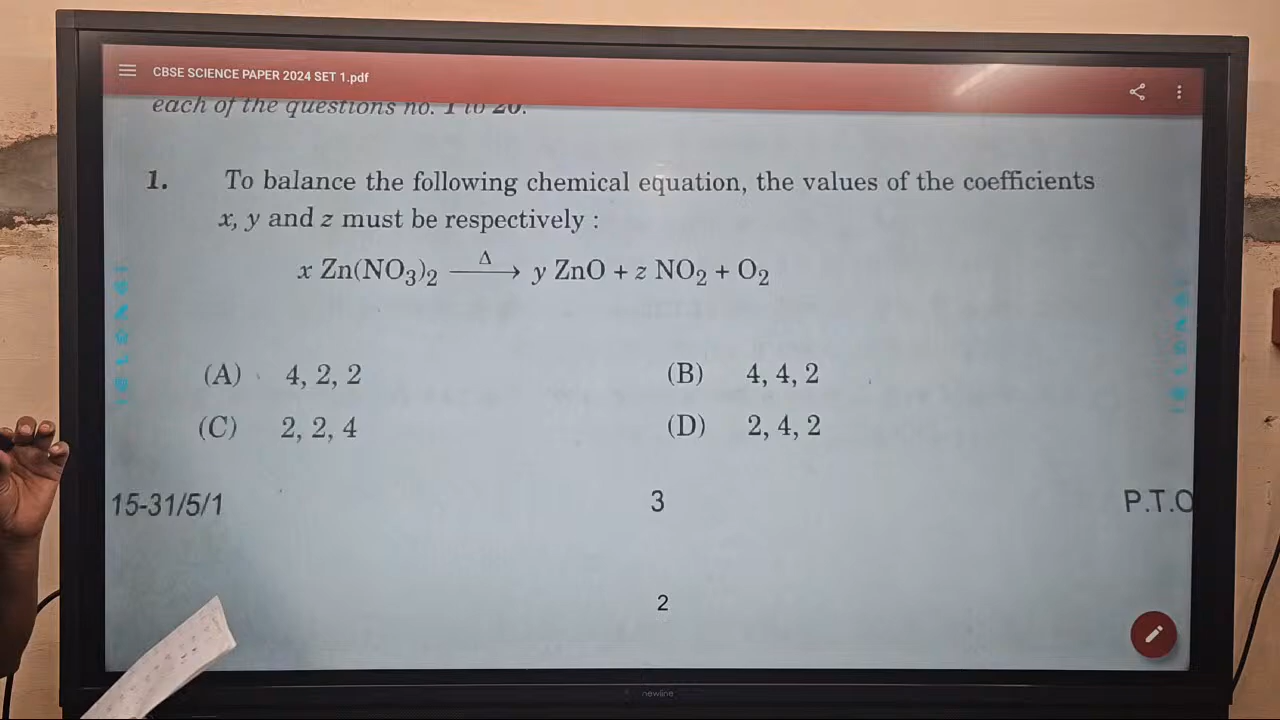 CBSE SCIENCE PAPER 2024 SET 1.pdf
each of the questions no. 1 to 20.
1. To balance the following chemical equation, the values of the coefficients
x, y and z must be respectively :
x Zn(NO₃)₂ —Δ→ y ZnO + z NO₂ + O₂
(A) 4, 2, 2 (B) 4, 4, 2
(C) 2, 2, 4 (D) 2, 4, 2
15-31/5/1 3 P.T.O
2
newline